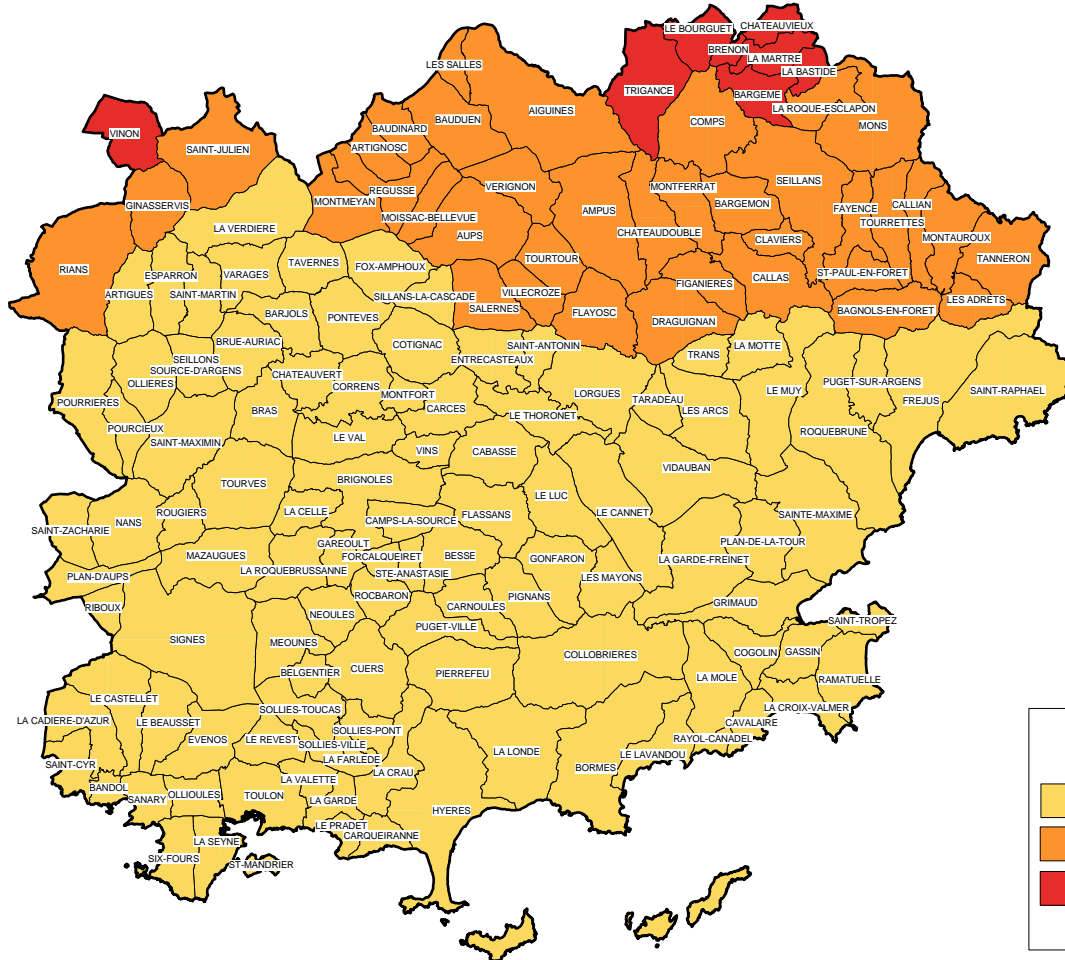 CHATEAUVIEUX
LE BOURGUET
BRENON
LA MARTRE
LES SALLES
LA BASTIDE
TRIGANCE
BARGEME
LA ROQUE-ESCLAPON
AIGUINES
BAUDUEN
COMPS
MONS
BAUDINARD
VINON
ARTIGNOSC
SAINT-JULIEN
SEILLANS
VERIGNON
MONTFERRAT
REGUSSE
MONTMEYAN
BARGEMON
GINASSERVIS
CALLIAN
FAYENCE
AMPUS
MOISSAC-BELLEVUE
TOURRETTES
LA VERDIERE
CHATEAUDOUBLE
AUPS
MONTAUROUX
CLAVIERS
TOURTOUR
TANNERON
TAVERNES
FOX-AMPHOUX
RIANS
ESPARRON
VARAGES
ST-PAUL-EN-FORET
CALLAS
FIGANIERES
ARTIGUES
SAINT-MARTIN
SILLANS-LA-CASCADE
VILLECROZE
LES ADRETS
SALERNES
BAGNOLS-EN-FORET
FLAYOSC
BARJOLS
PONTEVES
DRAGUIGNAN
BRUE-AURIAC
COTIGNAC
SAINT-ANTONIN
LA MOTTE
TRANS
SEILLONS
SOURCE-D'ARGENS
ENTRECASTEAUX
CHATEAUVERT
OLLIERES
CORRENS
PUGET-SUR-ARGENS
LE MUY
SAINT-RAPHAEL
MONTFORT
LORGUES
TARADEAU
FREJUS
POURRIERES
BRAS
CARCES
LE THORONET
LES ARCS
POURCIEUX
ROQUEBRUNE
LE VAL
SAINT-MAXIMIN
VINS
CABASSE
VIDAUBAN
BRIGNOLES
TOURVES
LE LUC
LA CELLE
ROUGIERS
FLASSANS
LE CANNET
SAINTE-MAXIME
NANS
CAMPS-LA-SOURCE
SAINT-ZACHARIE
GAREOULT
PLAN-DE-LA-TOUR
MAZAUGUES
FORCALQUEIRET
BESSE
GONFARON
LA GARDE-FREINET
LA ROQUEBRUSSANNE
STE-ANASTASIE
PLAN-D'AUPS
LES MAYONS
ROCBARON
PIGNANS
GRIMAUD
RIBOUX
CARNOULES
NEOULES
SAINT-TROPEZ
PUGET-VILLE
SIGNES
MEOUNES
COLLOBRIERES
COGOLIN
GASSIN
CUERS
BELGENTIER
PIERREFEU
LA MOLE
RAMATUELLE
LE CASTELLET
LA CROIX-VALMER
SOLLIES-TOUCAS
LA CADIERE-D'AZUR
LE BEAUSSET
CAVALAIRE
SOLLIES-PONT
EVENOS
LE REVEST
RAYOL-CANADEL
SOLLIES-VILLE
LA LONDE
LE LAVANDOU
LA FARLEDE
SAINT-CYR
BORMES
LA CRAU
LA VALETTE
BANDOL
OLLIOULES
TOULON
SANARY
LA GARDE
HYERES
LE PRADET
CARQUEIRANNE
LA SEYNE
SIX-FOURS
ST-MANDRIER